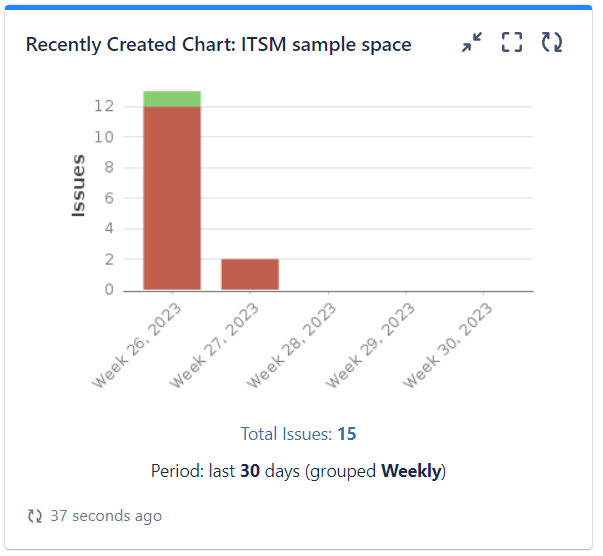 Recently Created Chart: ITSM sample space
Issues
12
10
8
6
4
2
0
Week 26, 2023
Week 27, 2023
Week 28, 2023
Week 29, 2023
Week 30, 2023
Total Issues: 15
Period: last 30 days (grouped Weekly)
37 seconds ago